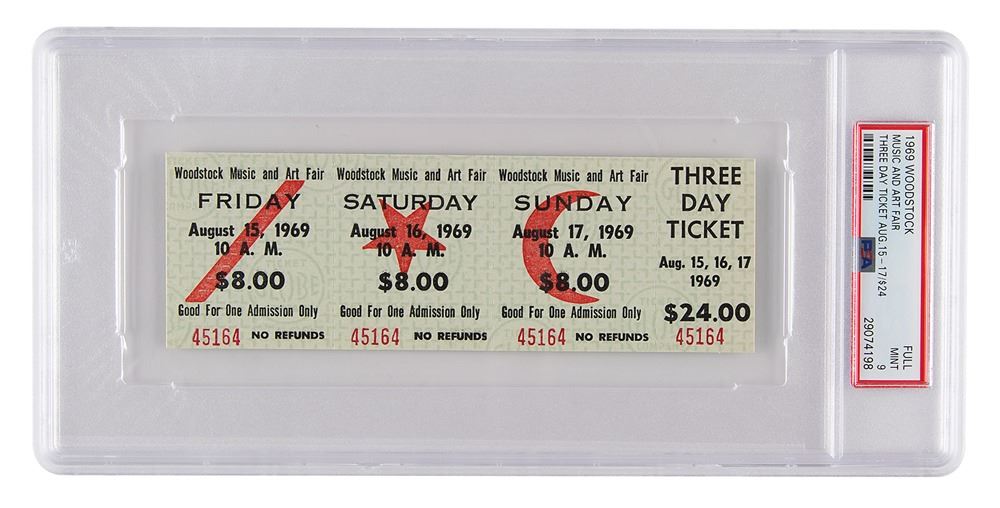 Woodstock Music and Art Fair
FRIDAY
August 15, 1969
10 A. M.
$8.00
Good For One Admission Only
45164 NO REFUNDS
Woodstock Music and Art Fair
SATURDAY
August 16, 1969
10 A. M.
$8.00
Good For One Admission Only
45164 NO REFUNDS
Woodstock Music and Art Fair
SUNDAY
August 17, 1969
10 A. M.
$8.00
Good For One Admission Only
45164 NO REFUNDS
THREE
DAY
TICKET
Aug. 15, 16, 17
1969
$24.00
45164
1969 WOODSTOCK
MUSIC AND ART FAIR
THREE DAY TICKET AUG.15 - 17/$24
PSA
FULL
MINT
9
29074198